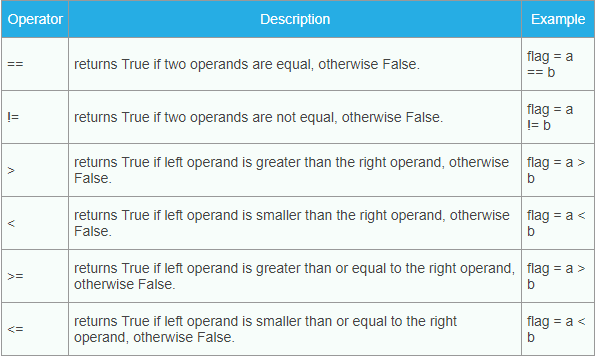 Operator Description Example
== returns True if two operands are equal, otherwise False. flag = a
== b
!= returns True if two operands are not equal, otherwise False. flag = a
!= b
> returns True if left operand is greater than the right operand, otherwise
False. flag = a >
b
< returns True if left operand is smaller than the right operand, otherwise
False. flag = a <
b
>= returns True if left operand is greater than or equal to the right operand,
otherwise False. flag = a >
b
<= returns True if left operand is smaller than or equal to the right
operand, otherwise False. flag = a <
b